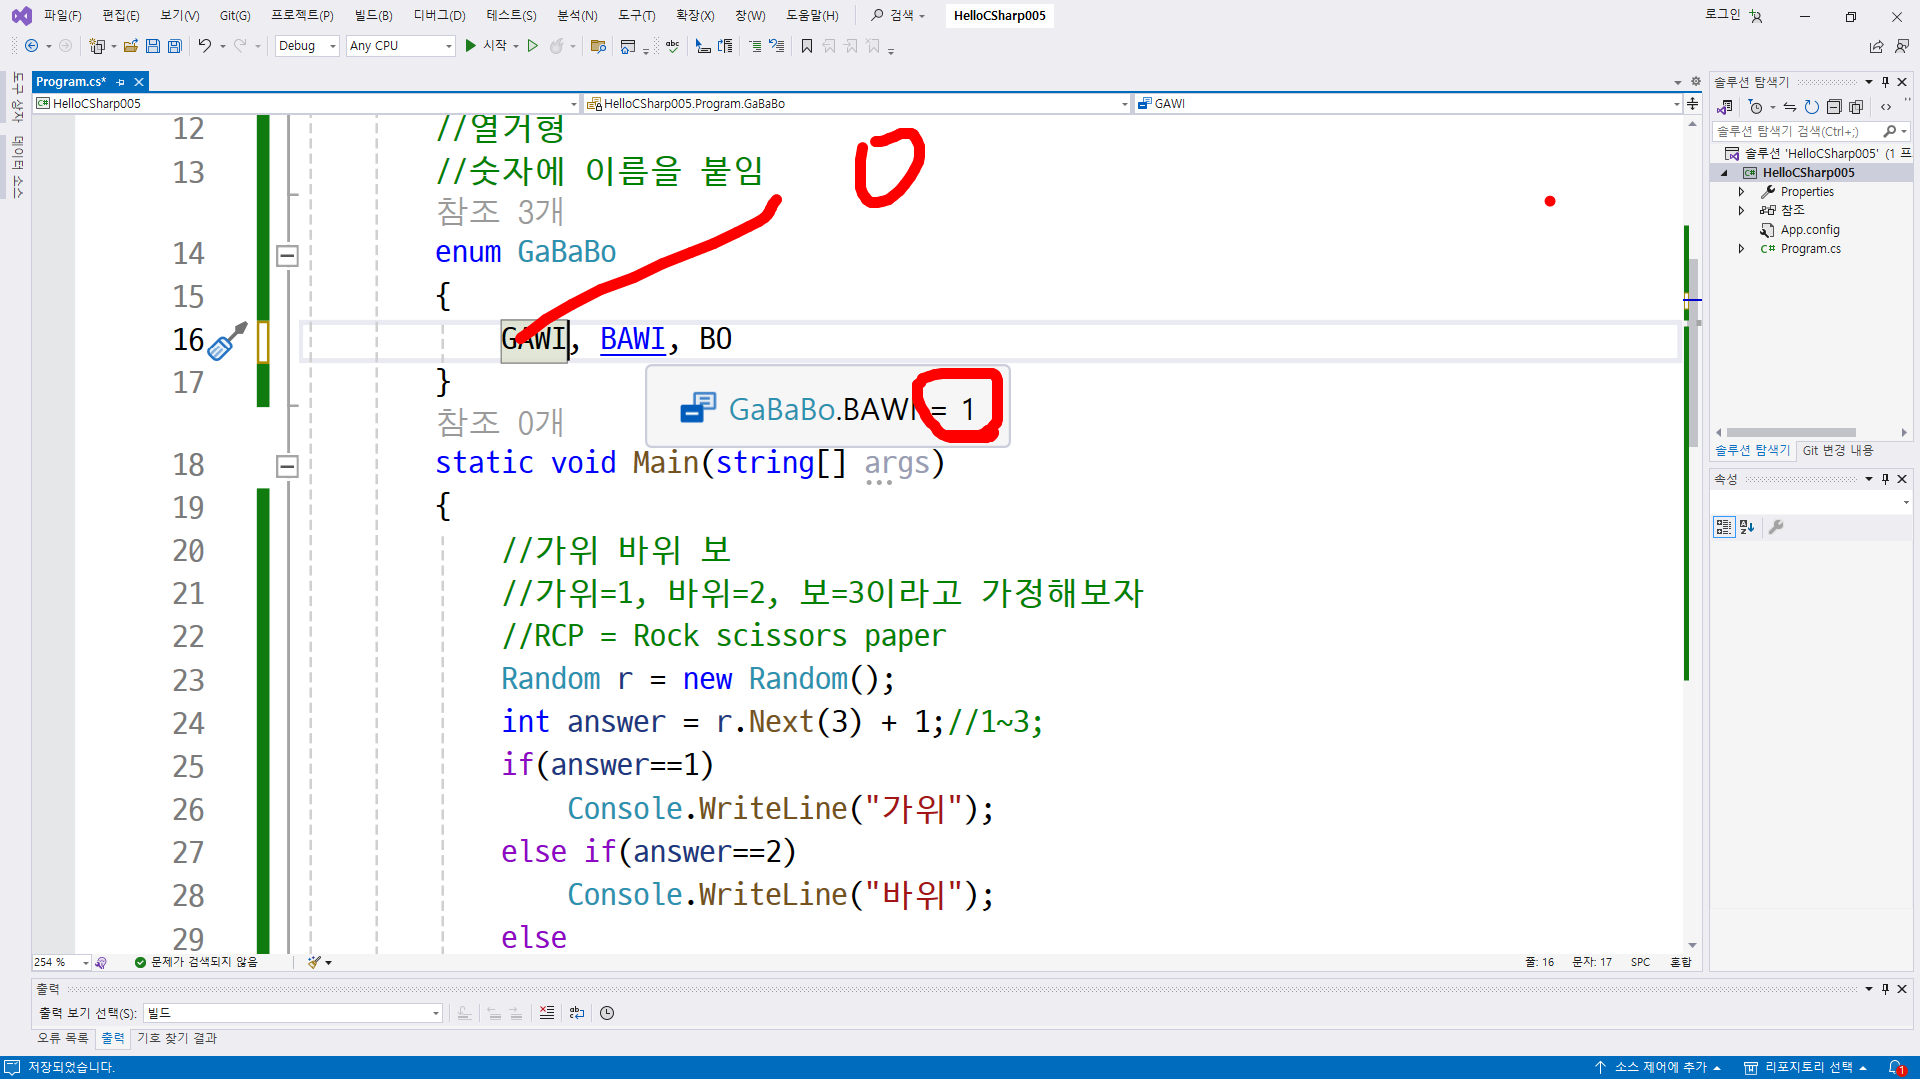 파일(F) 편집(E) 보기(V) Git(G) 프로젝트(P) 빌드(B) 디버그(D) 테스트(S) 분석(N) 도구(T) 확장(X) 창(W) 도움말(H) 검색 HelloCSharp005 로그인
Debug Any CPU 시작
도구 상자
데이터 소스
Program.cs*
HelloCSharp005 HelloCSharp005.Program.GaBaBo GAWI
12 //열거형
13 //숫자에 이름을 붙임
0
참조 3개
14 enum GaBaBo
15 {
16 GAWI, BAWI, BO
17 }
GaBaBo.BAWI = 1
참조 0개
18 static void Main(string[] args)
19 {
20 //가위 바위 보
21 //가위=1, 바위=2, 보=3이라고 가정해보자
22 //RCP = Rock scissors paper
23 Random r = new Random();
24 int answer = r.Next(3) + 1;//1~3;
25 if(answer==1)
26 Console.WriteLine("가위");
27 else if(answer==2)
28 Console.WriteLine("바위");
29 else
254 % 문제가 검색되지 않음 줄: 16 문자: 17 SPC 혼합
솔루션 탐색기
솔루션 탐색기 검색(Ctrl+;)
솔루션 'HelloCSharp005' (1 프
HelloCSharp005
Properties
참조
App.config
C# Program.cs
솔루션 탐색기 Git 변경 내용
속성
출력
출력 보기 선택(S): 빌드
오류 목록 출력 기호 찾기 결과
저장되었습니다. 소스 제어에 추가 리포지토리 선택 1